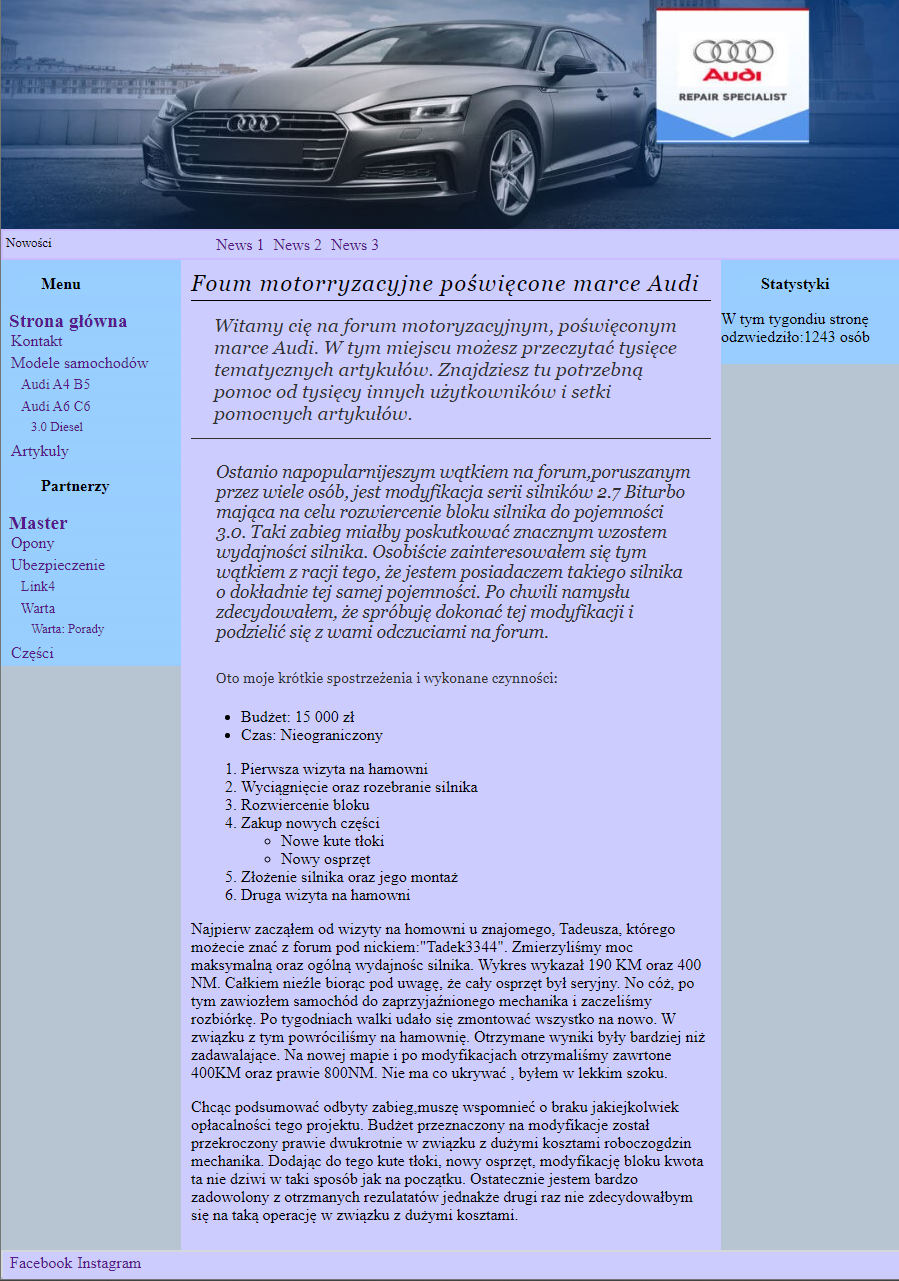 Audi
REPAIR SPECIALIST
Nowości
News 1 News 2 News 3
Menu
Strona główna
Kontakt
Modele samochodów
Audi A4 B5
Audi A6 C6
3.0 Diesel
Artykuly
Partnerzy
Master
Opony
Ubezpieczenie
Link4
Warta
Warta: Porady
Części
Foum motorryzacyjne poświęcone marce Audi
Witamy cię na forum motoryzacyjnym, poświęconym
marce Audi. W tym miejscu możesz przeczytać tysięce
tematycznych artykułów. Znajdziesz tu potrzebną
pomoc od tysięcy innych użytkowników i setki
pomocnych artykułów.
Ostanio napopularnijeszym wątkiem na forum,poruszanym
przez wiele osób, jest modyfikacja serii silników 2.7 Biturbo
mająca na celu rozwiercenie bloku silnika do pojemności
3.0. Taki zabieg miałby poskutkować znacznym wzostem
wydajności silnika. Osobiście zainteresowałem się tym
wątkiem z racji tego, że jestem posiadaczem takiego silnika
o dokładnie tej samej pojemności. Po chwili namysłu
zdecydowałem, że spróbuję dokonać tej modyfikacji i
podzielić się z wami odczuciami na forum.
Oto moje krótkie spostrzeżenia i wykonane czynności:
• Budżet: 15 000 zł
• Czas: Nieograniczony
1. Pierwsza wizyta na hamowni
2. Wyciągnięcie oraz rozebranie silnika
3. Rozwiercenie bloku
4. Zakup nowych części
◦ Nowe kute tłoki
◦ Nowy osprzęt
5. Złożenie silnika oraz jego montaż
6. Druga wizyta na hamowni
Najpierw zacząłem od wizyty na homowni u znajomego, Tadeusza, którego
możecie znać z forum pod nickiem:"Tadek3344". Zmierzyliśmy moc
maksymalną oraz ogólną wydajnośc silnika. Wykres wykazał 190 KM oraz 400
NM. Całkiem nieźle biorąc pod uwagę, że cały osprzęt był seryjny. No cóż, po
tym zawiozłem samochód do zaprzyjaźnionego mechanika i zaczeliśmy
rozbiórkę. Po tygodniach walki udało się zmontować wszystko na nowo. W
związku z tym powróciliśmy na hamownię. Otrzymane wyniki były bardziej niż
zadawalające. Na nowej mapie i po modyfikacjach otrzymaliśmy zawrtone
400KM oraz prawie 800NM. Nie ma co ukrywać , byłem w lekkim szoku.
Chcąc podsumować odbyty zabieg,muszę wspomnieć o braku jakiejkolwiek
opłacalności tego projektu. Budżet przeznaczony na modyfikacje został
przekroczony prawie dwukrotnie w związku z dużymi kosztami roboczogdzin
mechanika. Dodając do tego kute tłoki, nowy osprzęt, modyfikację bloku kwota
ta nie dziwi w taki sposób jak na początku. Ostatecznie jestem bardzo
zadowolony z otrzmanych rezulatatów jednakże drugi raz nie zdecydowałbym
się na taką operację w związku z dużymi kosztami.
Statystyki
W tym tygondiu stronę
odzwiedziło:1243 osób
Facebook Instagram